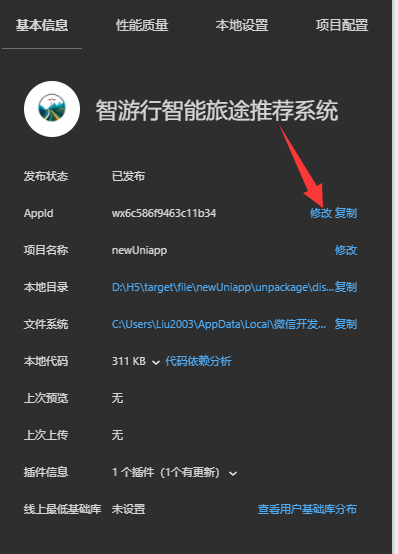 基本信息 性能质量 本地设置 项目配置
智游行智能旅途推荐系统
发布状态 已发布
AppId wx6c586f9463c11b34 修改 复制
项目名称 newUniapp 修改
本地目录 D:\H5\target\file\newUniapp\unpackage\dis... 复制
文件系统 C:\Users\Liu2003\AppData\Local\微信开发... 复制
本地代码 311 KB 代码依赖分析
上次预览 无
上次上传 无
插件信息 1 个插件（1个有更新）
线上最低基础库 未设置 查看用户基础库分布